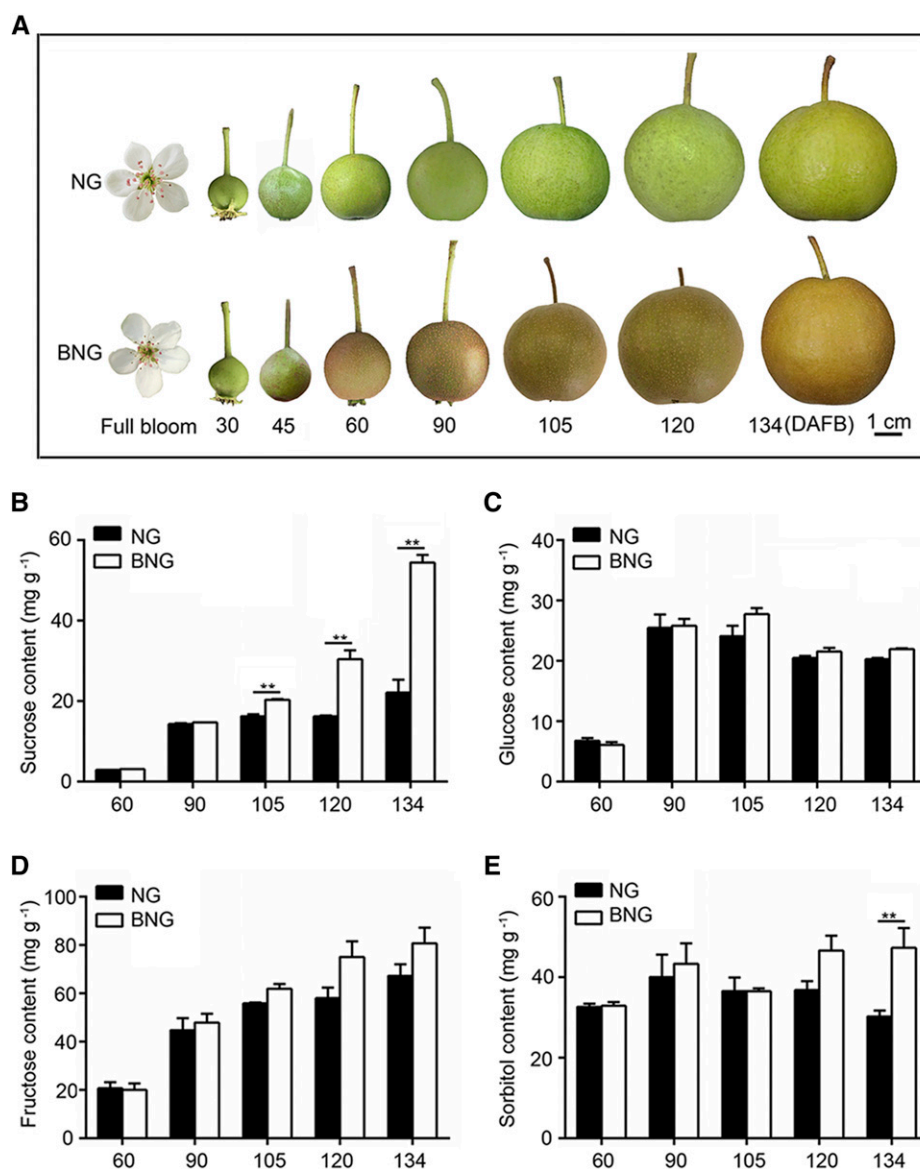 A
NG
BNG
Full bloom 30 45 60 90 105 120 134 (DAFB) 1 cm
B
Sucrose content (mg g⁻¹)
NG
BNG
60
40
20
0
**
**
**
60 90 105 120 134
C
Glucose content (mg g⁻¹)
NG
BNG
40
30
20
10
0
60 90 105 120 134
D
Fructose content (mg g⁻¹)
NG
BNG
100
80
60
40
20
0
60 90 105 120 134
E
Sorbitol content (mg g⁻¹)
NG
BNG
60
40
20
0
**
60 90 105 120 134